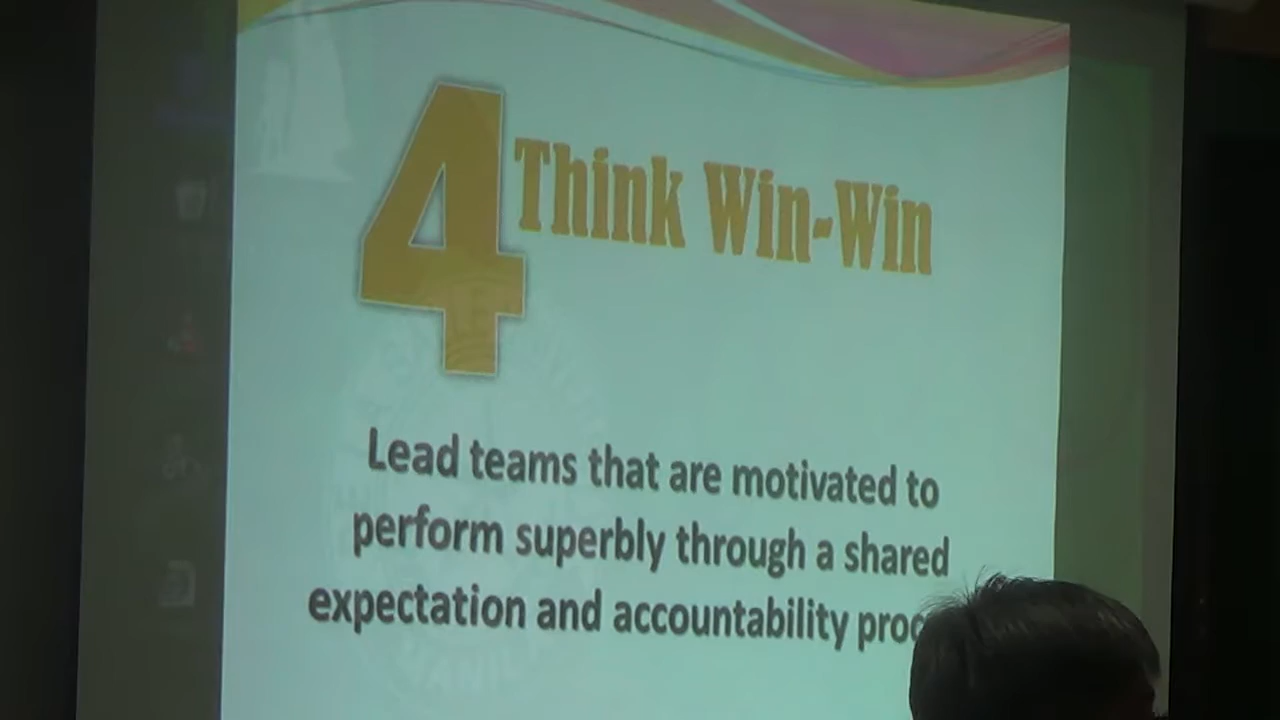 4 Think Win-Win
Lead teams that are motivated to
perform superbly through a shared
expectation and accountability